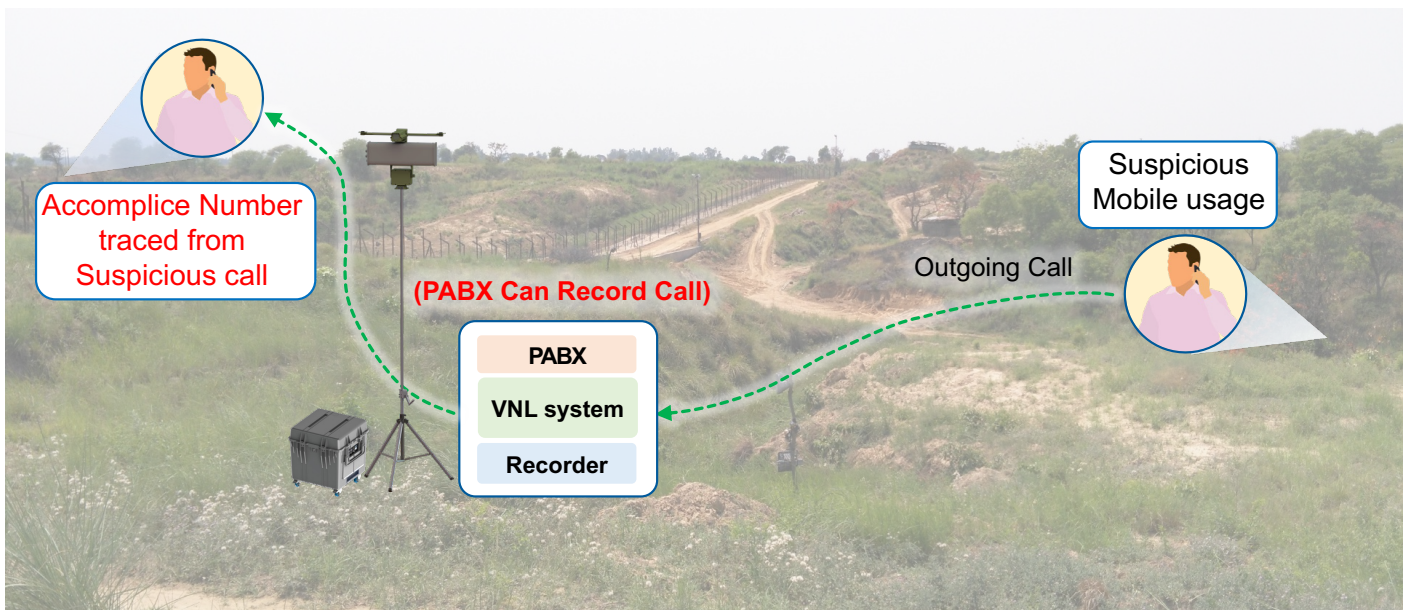 Accomplice Number
traced from
Suspicious call
(PABX Can Record Call)
PABX
VNL system
Recorder
Outgoing Call
Suspicious
Mobile usage